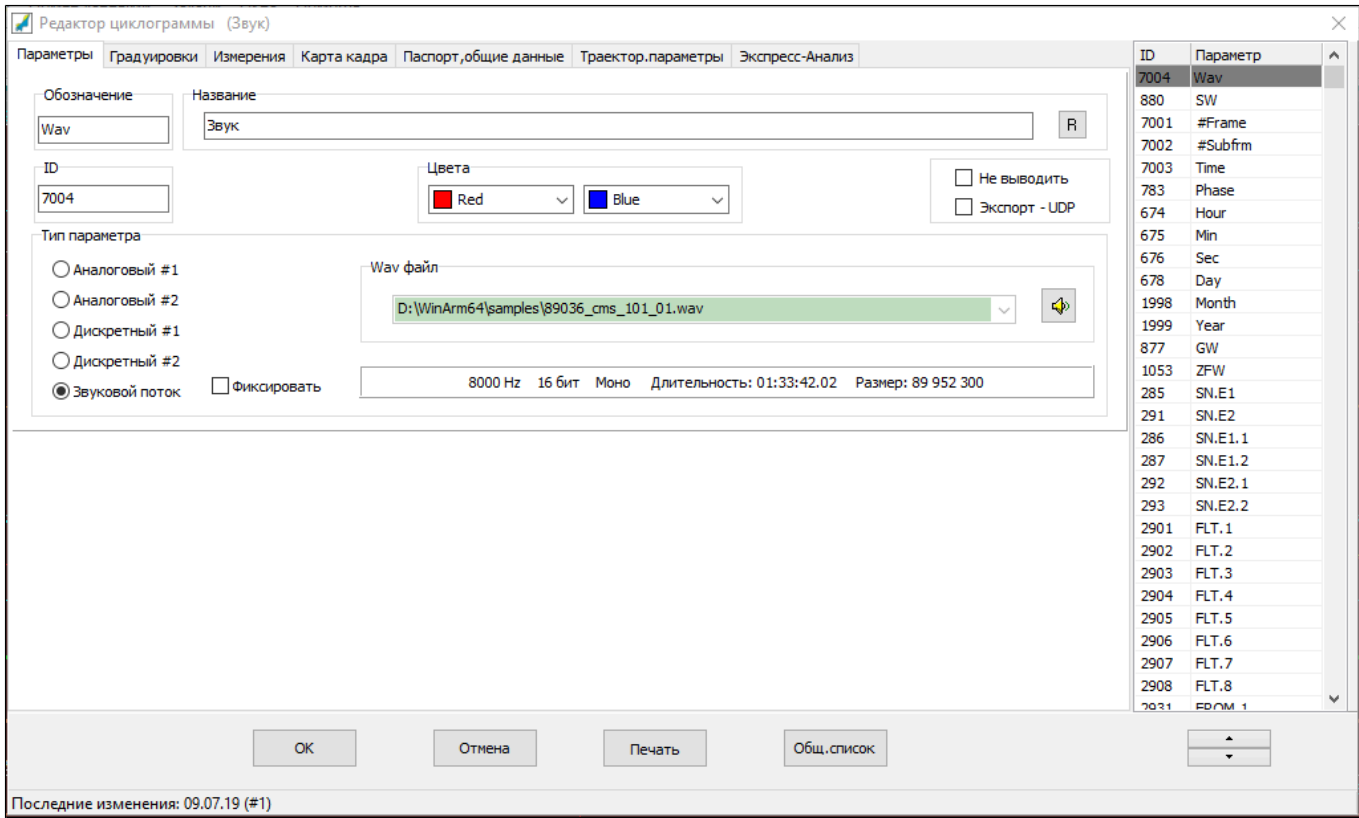 Редактор циклограммы (Звук)
Параметры Градуировки Измерения Карта кадра Паспорт,общие данные Траектор.параметры Экспресс-Анализ
Обозначение Название
Wav Звук R
ID Цвета
7004 Red Blue
Не выводить
Экспорт - UDP
Тип параметра
Аналоговый #1
Аналоговый #2
Дискретный #1
Дискретный #2
Звуковой поток Фиксировать
Wav файл
D:\WinArm64\samples\89036_cms_101_01.wav
8000 Hz 16 бит Моно Длительность: 01:33:42.02 Размер: 89 952 300
ID Параметр
7004 Wav
880 SW
7001 #Frame
7002 #Subfrm
7003 Time
783 Phase
674 Hour
675 Min
676 Sec
678 Day
1998 Month
1999 Year
877 GW
1053 ZFW
285 SN.E1
291 SN.E2
286 SN.E1.1
287 SN.E1.2
292 SN.E2.1
293 SN.E2.2
2901 FLT.1
2902 FLT.2
2903 FLT.3
2904 FLT.4
2905 FLT.5
2906 FLT.6
2907 FLT.7
2908 FLT.8
2931 FROM.1
OK Отмена Печать Общ.список
Последние изменения: 09.07.19 (#1)